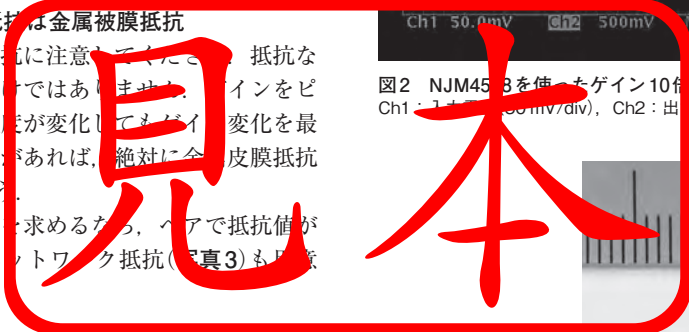 抗は金属被膜抵抗
抗に注意してください．抵抗な
けではありません．ゲインをピ
度が変化してもゲイン変化を最
があれば，絶対に金属皮膜抵抗
を求めるなら，ペアで抵抗値が
ットワーク抵抗(写真3)も用意
Ch1 50.0mV Ch2 500mV
図2 NJM4558を使ったゲイン10倍
Ch1：入力 50mV/div)，Ch2：出
見本